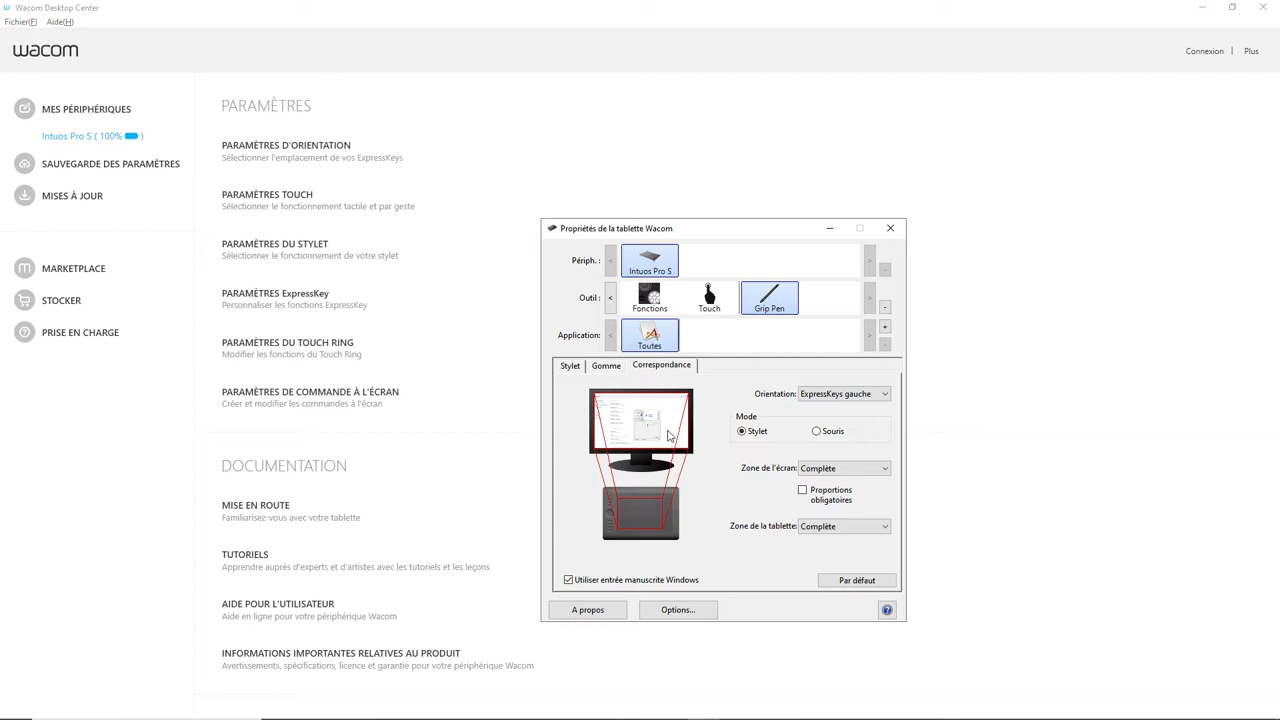 Wacom Desktop Center
Fichier(F) Aide(H)
wacom
Connexion | Plus
MES PÉRIPHÉRIQUES
Intuos Pro S ( 100% )
SAUVEGARDE DES PARAMÈTRES
MISES À JOUR
MARKETPLACE
STOCKER
PRISE EN CHARGE
PARAMÈTRES
PARAMÈTRES D'ORIENTATION
Sélectionner l'emplacement de vos ExpressKeys
PARAMÈTRES TOUCH
Sélectionner le fonctionnement tactile et par geste
PARAMÈTRES DU STYLET
Sélectionner le fonctionnement de votre stylet
PARAMÈTRES ExpressKey
Personnaliser les fonctions ExpressKey
PARAMÈTRES DU TOUCH RING
Modifier les fonctions du Touch Ring
PARAMÈTRES DE COMMANDE À L'ÉCRAN
Créer et modifier les commandes à l'écran
DOCUMENTATION
MISE EN ROUTE
Familiarisez-vous avec votre tablette
TUTORIELS
Apprendre auprès d'experts et d'artistes avec les tutoriels et les leçons
AIDE POUR L'UTILISATEUR
Aide en ligne pour votre périphérique Wacom
INFORMATIONS IMPORTANTES RELATIVES AU PRODUIT
Avertissements, spécifications, licence et garantie pour votre périphérique Wacom
Propriétés de la tablette Wacom
Périph. :
Intuos Pro S
Outil :
Fonctions Touch Grip Pen
Application:
Toutes
Stylet Gomme Correspondance
Orientation: ExpressKeys gauche
Mode
Stylet Souris
Zone de l'écran: Complète
Proportions
obligatoires
Zone de la tablette: Complète
Utiliser entrée manuscrite Windows
Par défaut
A propos Options... ?